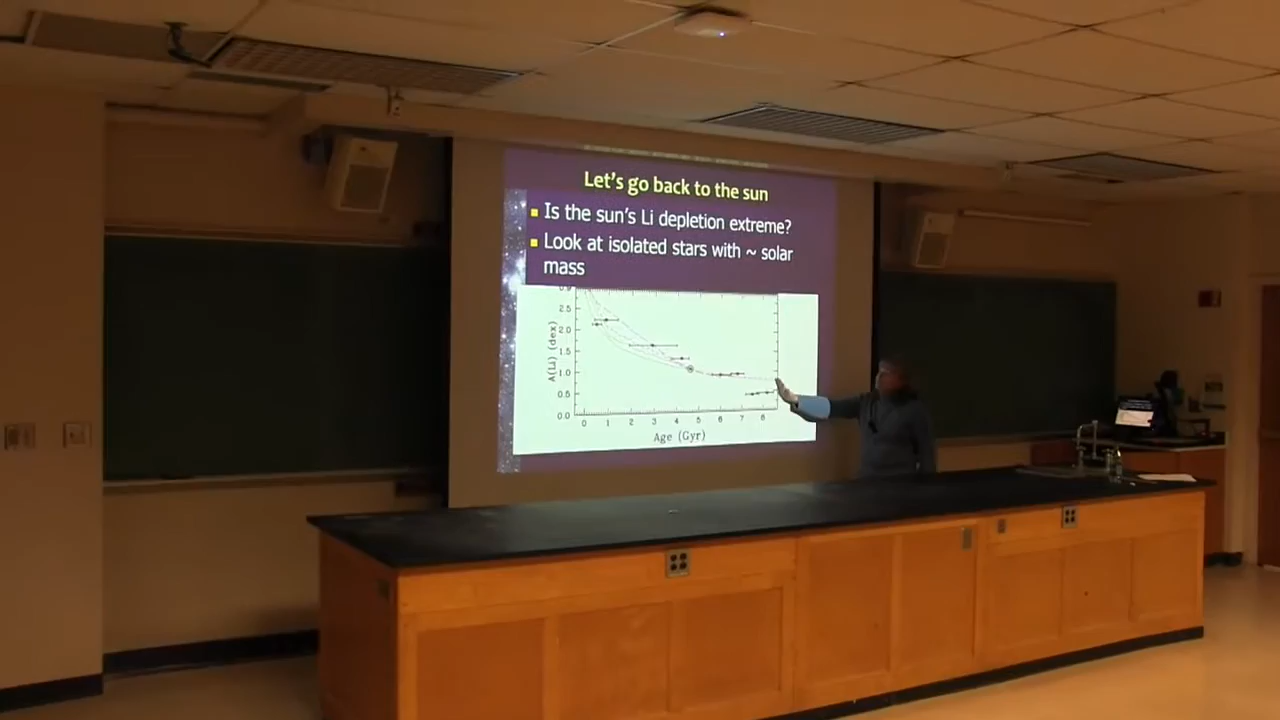 Let's go back to the sun
Is the sun's Li depletion extreme?
Look at isolated stars with ~ solar
mass
2.5
2.0
1.5
1.0
0.5
0.0
A(Li) (dex)
0 1 2 3 4 5 6 7 8
Age (Gyr)